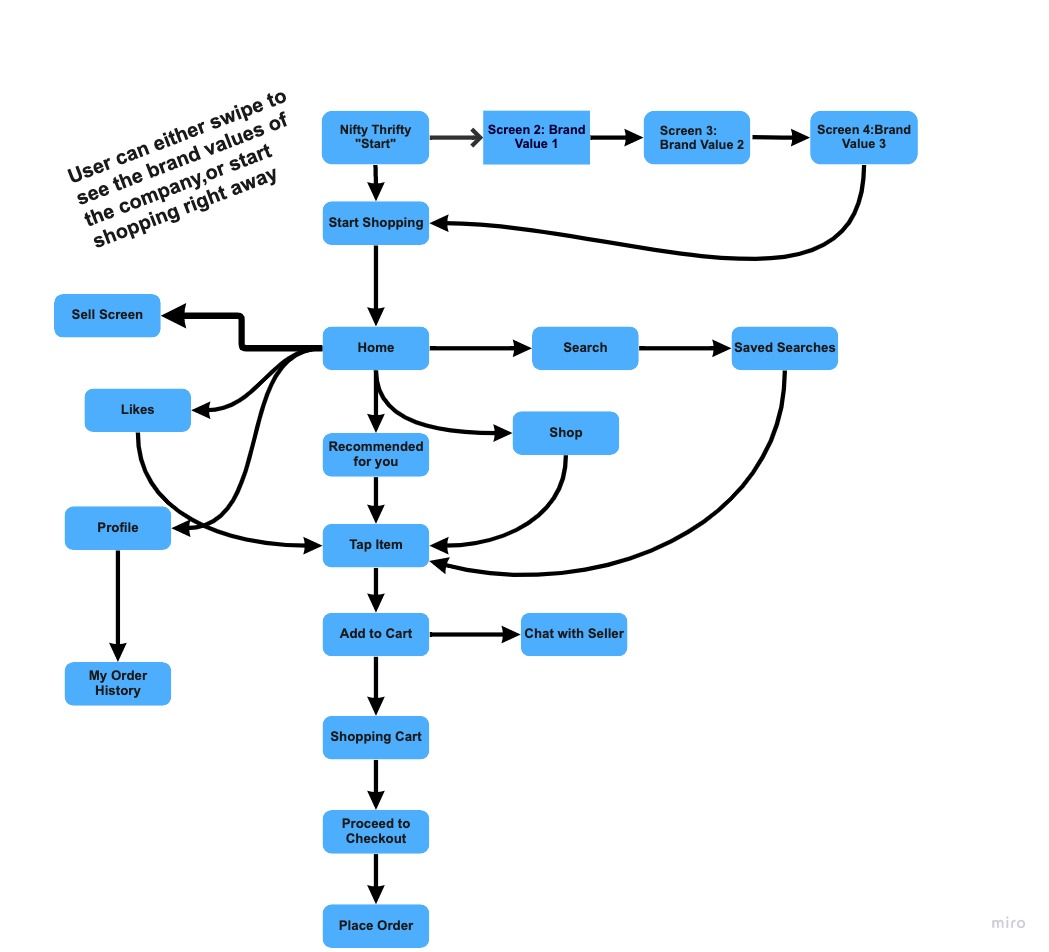 User can either swipe to
see the brand values of
the company,or start
shopping right away
Nifty Thrifty
"Start"
Screen 2: Brand
Value 1
Screen 3:
Brand Value 2
Screen 4:Brand
Value 3
Start Shopping
Sell Screen
Home
Search
Saved Searches
Likes
Shop
Recommended
for you
Profile
Tap Item
Add to Cart
Chat with Seller
My Order
History
Shopping Cart
Proceed to
Checkout
Place Order
miro